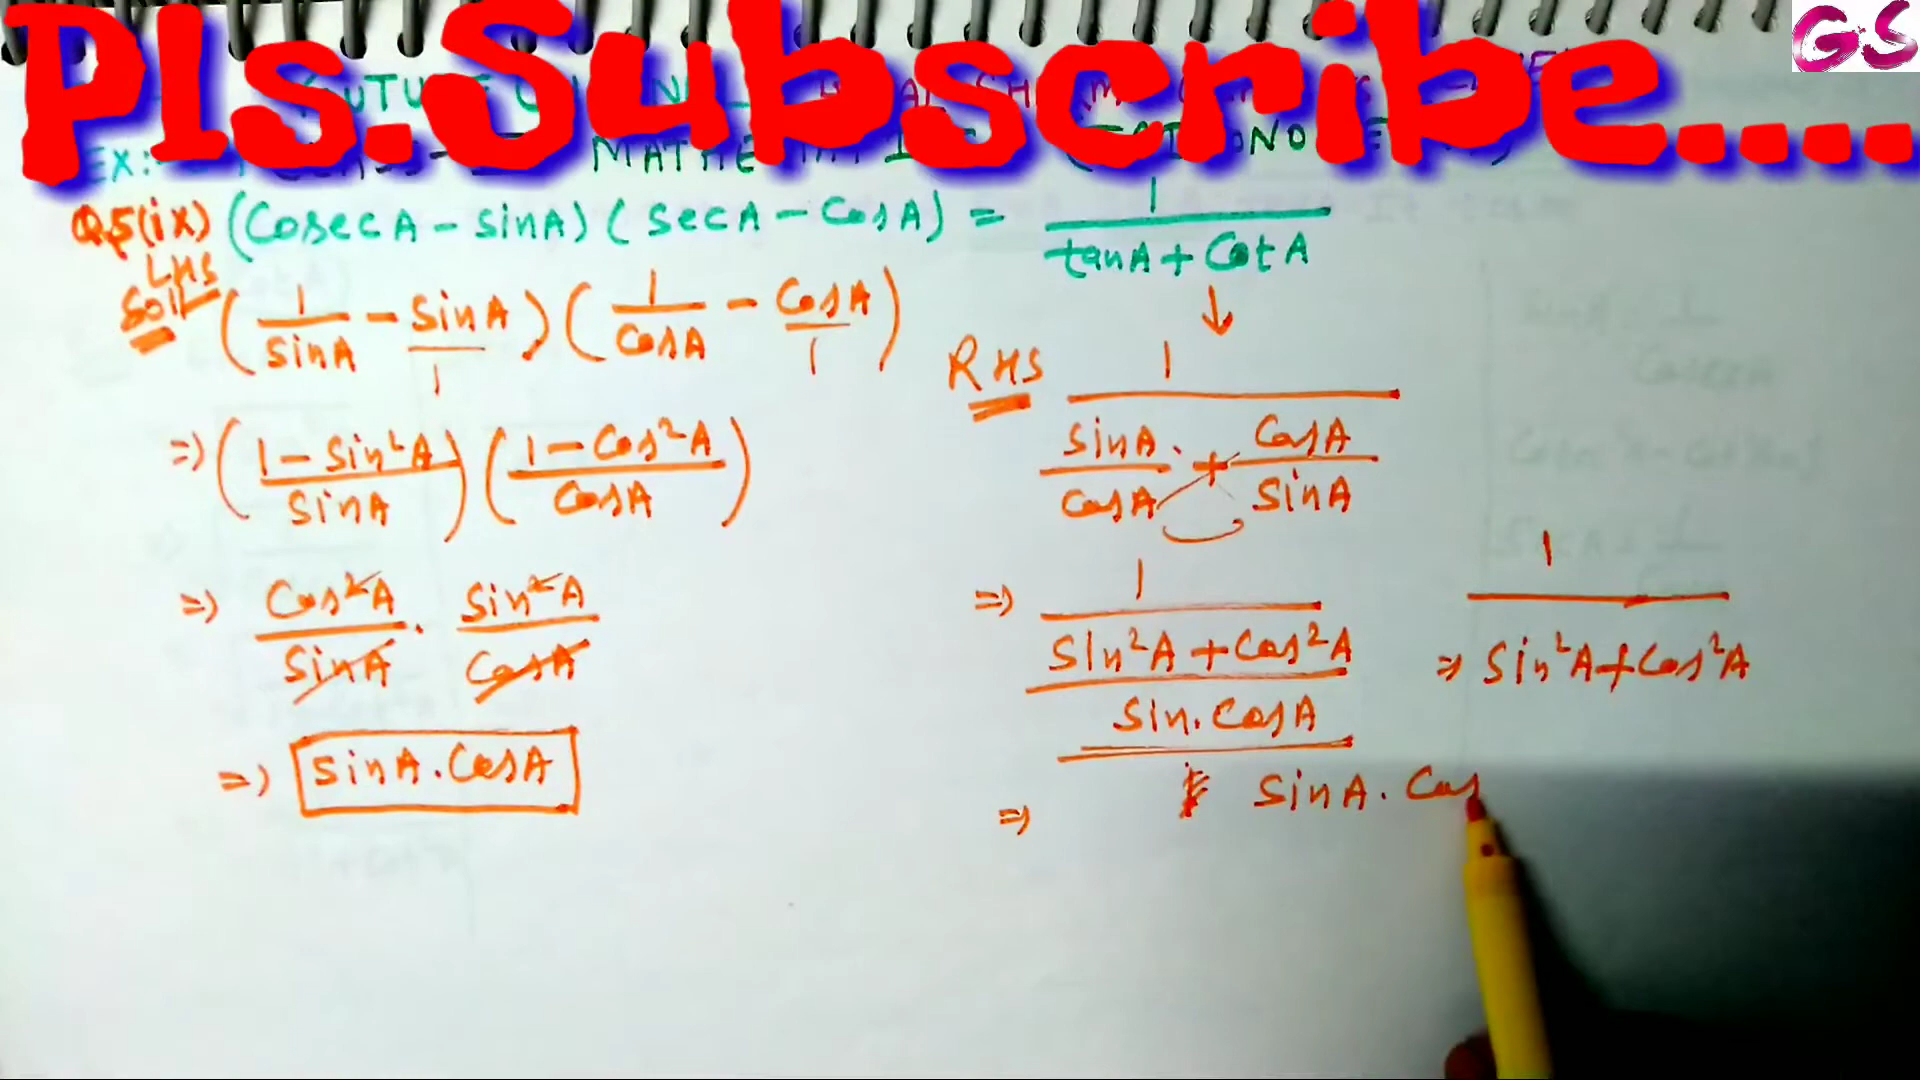 Pls.Subscribe....
GS
EX:
Q5(ix) (CosecA - sinA) (secA - CosA) = 1 / tanA + CotA
LHS
Sol (1/sinA - sinA/1) (1/CosA - CosA/1)
=> (1 - Sin²A / SinA) (1 - Cos²A / CosA)
=> Cos²A/SinA . Sin²A/CosA
=> SinA . CosA
RHS 1 / sinA/CosA + CosA/SinA
=> 1 / Sin²A + Cos²A / Sin. CosA
1 / => Sin²A + Cos²A
=> SinA . Cos